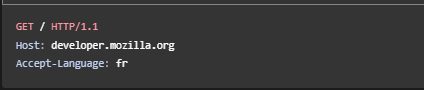 GET / HTTP/1.1
Host: developer.mozilla.org
Accept-Language: fr